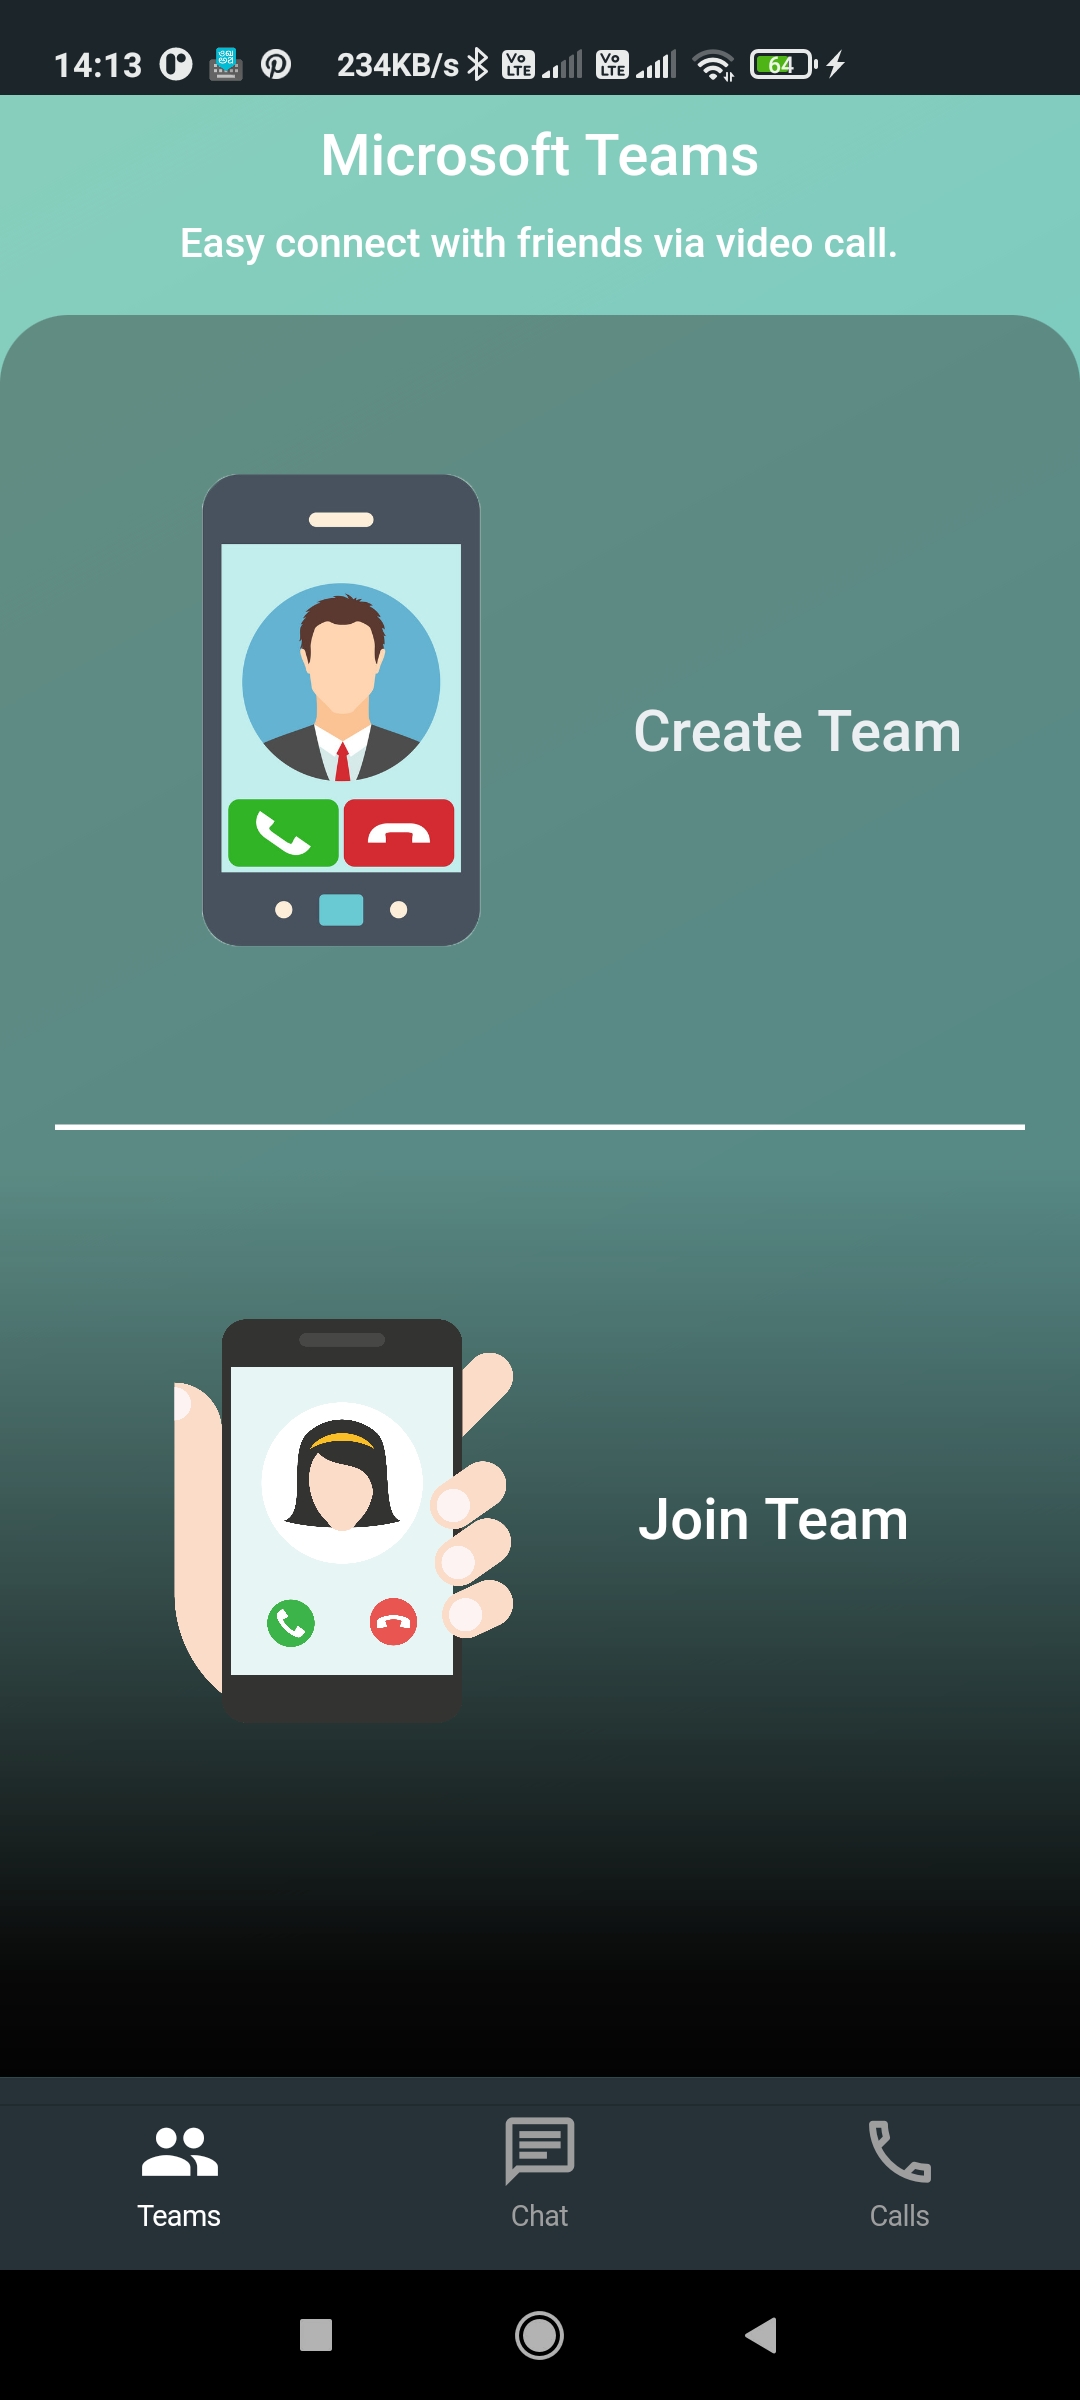 14:13 234KB/s Vo LTE Vo LTE 64
Microsoft Teams
Easy connect with friends via video call.
Create Team
Join Team
Teams Chat Calls